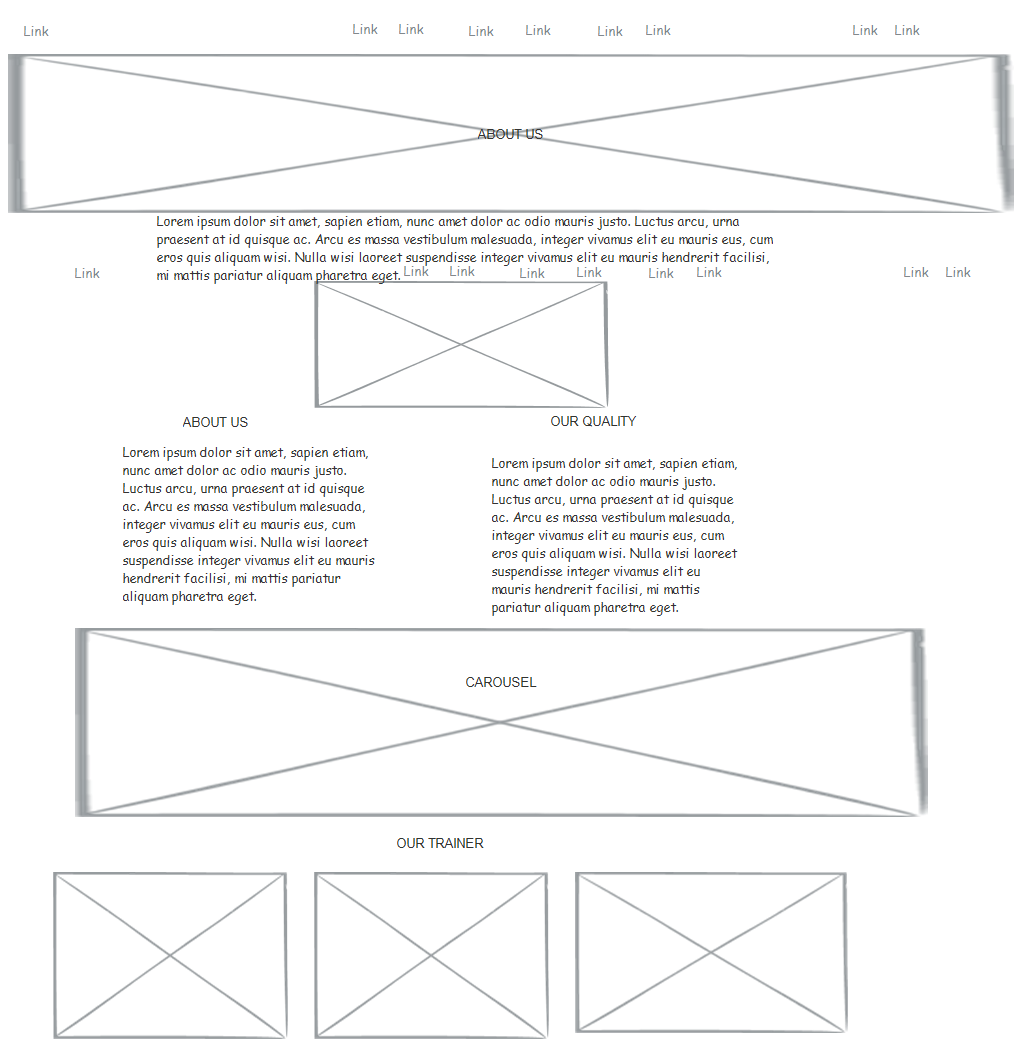 Link Link Link Link Link Link Link Link Link
ABOUT US
Lorem ipsum dolor sit amet, sapien etiam, nunc amet dolor ac odio mauris justo. Luctus arcu, urna
praesent at id quisque ac. Arcu es massa vestibulum malesuada, integer vivamus elit eu mauris eus, cum
eros quis aliquam wisi. Nulla wisi laoreet suspendisse integer vivamus elit eu mauris hendrerit facilisi,
mi mattis pariatur aliquam pharetra eget.
Link Link Link Link Link Link Link Link Link
ABOUT US
Lorem ipsum dolor sit amet, sapien etiam,
nunc amet dolor ac odio mauris justo.
Luctus arcu, urna praesent at id quisque
ac. Arcu es massa vestibulum malesuada,
integer vivamus elit eu mauris eus, cum
eros quis aliquam wisi. Nulla wisi laoreet
suspendisse integer vivamus elit eu mauris
hendrerit facilisi, mi mattis pariatur
aliquam pharetra eget.
OUR QUALITY
Lorem ipsum dolor sit amet, sapien etiam,
nunc amet dolor ac odio mauris justo.
Luctus arcu, urna praesent at id quisque
ac. Arcu es massa vestibulum malesuada,
integer vivamus elit eu mauris eus, cum
eros quis aliquam wisi. Nulla wisi laoreet
suspendisse integer vivamus elit eu
mauris hendrerit facilisi, mi mattis
pariatur aliquam pharetra eget.
CAROUSEL
OUR TRAINER